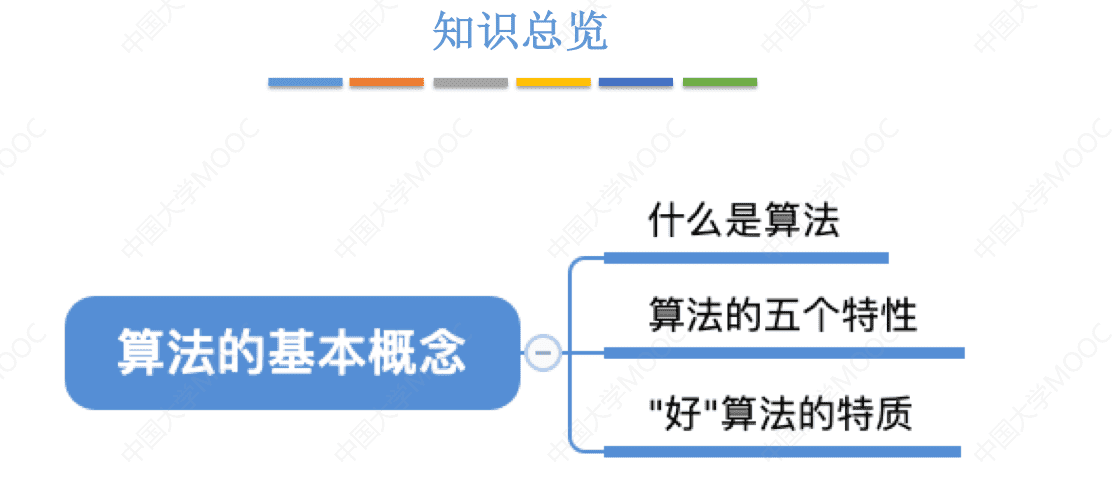 知识总览
什么是算法
算法的五个特性
算法的基本概念
"好"算法的特质
中国大学MOOC